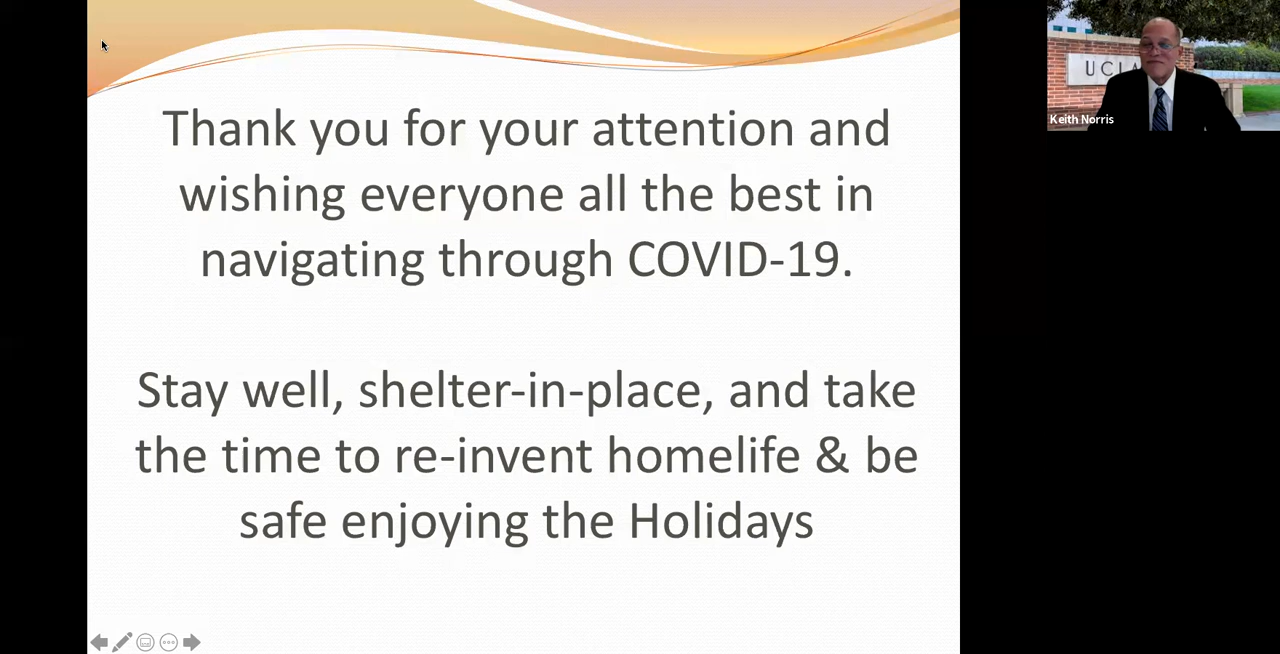 Thank you for your attention and
wishing everyone all the best in
navigating through COVID-19.
Stay well, shelter-in-place, and take
the time to re-invent homelife & be
safe enjoying the Holidays
UCLA
Keith Norris